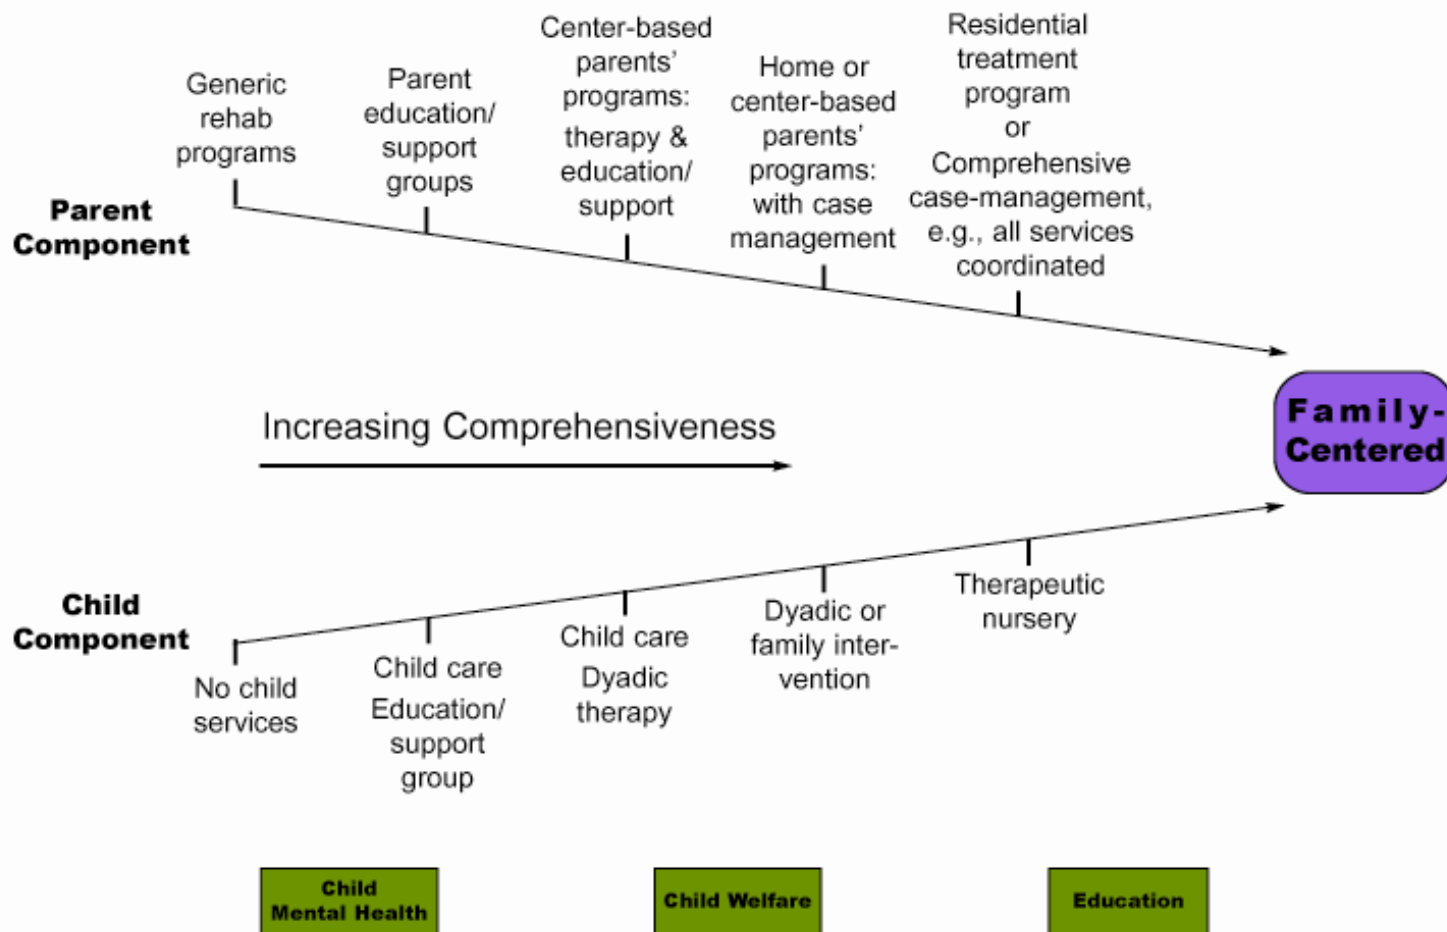 Parent
Component
Generic
rehab
programs
Parent
education/
support
groups
Center-based
parents’
programs:
therapy &
education/
support
Home or
center-based
parents’
programs:
with case
management
Residential
treatment
program
or
Comprehensive
case-management,
e.g., all services
coordinated
Increasing Comprehensiveness
Family-
Centered
Child
Component
No child
services
Child care
Education/
support
group
Child care
Dyadic
therapy
Dyadic or
family inter-
vention
Therapeutic
nursery
Child
Mental Health
Child Welfare
Education